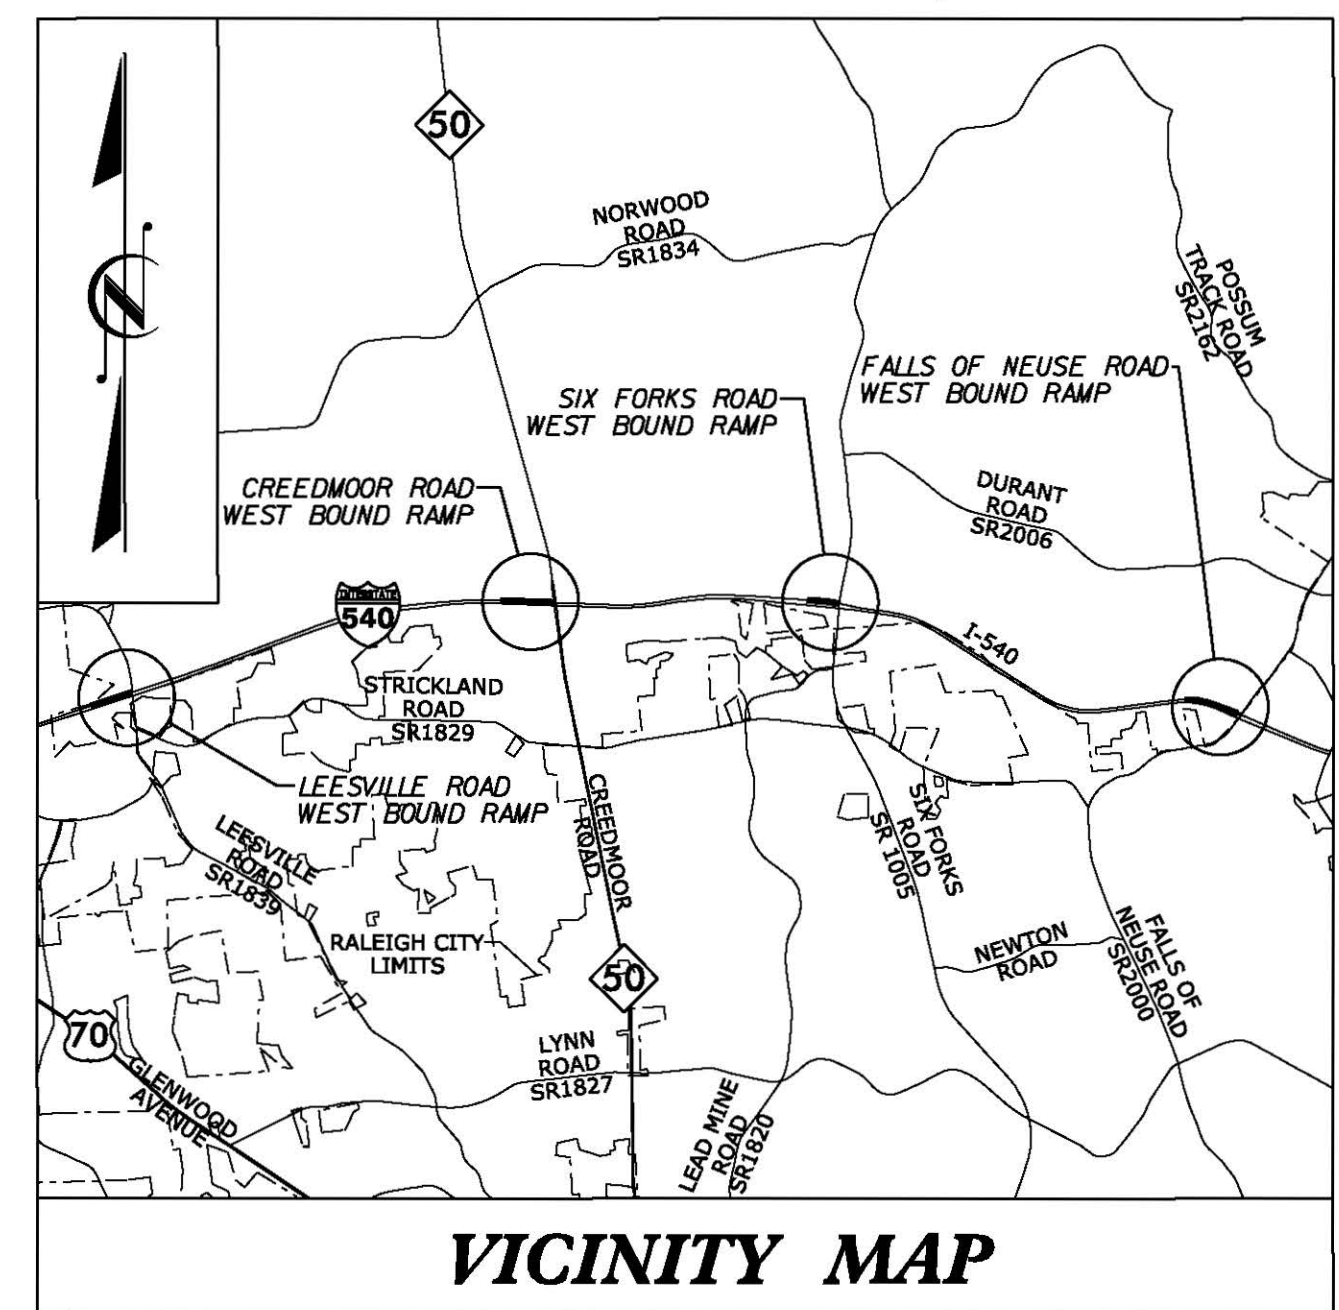 50
NORWOOD
ROAD
SR1834
POSSUM
TRACK ROAD
SR2162
FALLS OF NEUSE ROAD
WEST BOUND RAMP
SIX FORKS ROAD
WEST BOUND RAMP
CREEDMOOR ROAD
WEST BOUND RAMP
DURANT
ROAD
SR2006
INTERSTATE
540
I-540
STRICKLAND
ROAD
SR1829
LEESVILLE ROAD
WEST BOUND RAMP
CREEDMOOR
ROAD
SIX FORKS
ROAD
SR 1005
LEESVILLE
ROAD
SR1839
RALEIGH CITY
LIMITS
NEWTON
ROAD
FALLS OF
NEUSE ROAD
SR2000
50
70
GLENWOOD
AVENUE
LYNN
ROAD
SR1827
LEAD MINE
ROAD
SR1820
VICINITY MAP